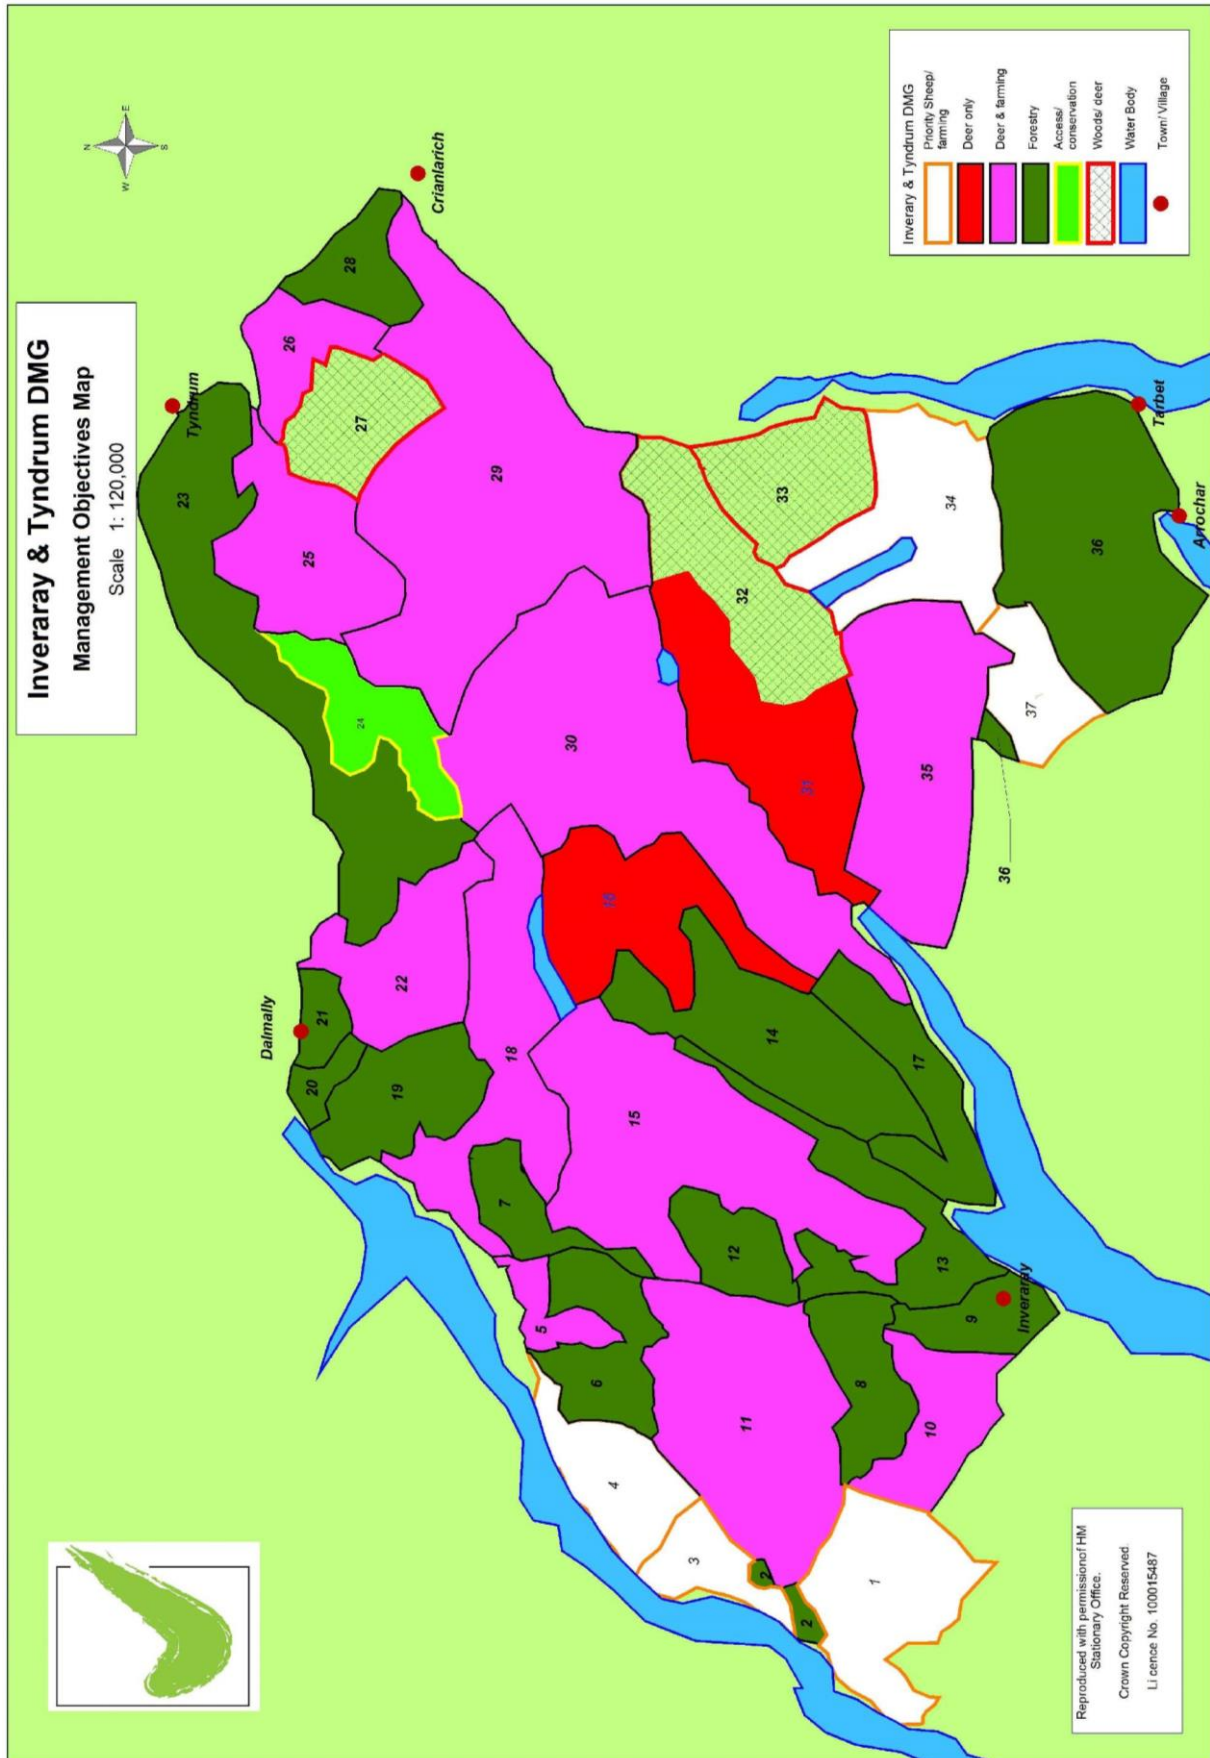 Inveraray & Tyndrum DMG
Management Objectives Map
Scale 1: 120,000
N
W
E
S
Tyndrum
Crianlarich
Dalmally
23
28
26
27
25
24
29
21
20
22
19
18
7
30
16
15
5
6
4
3
2
2
1
11
12
14
17
13
9
8
10
Inveraray
31
32
33
34
35
36
36
37
Tarbet
Arrochar
Inverary & Tyndrum DMG
Priority Sheep/
farming
Deer only
Deer & farming
Forestry
Access/
conservation
Woods/ deer
Water Body
Town/ Village
Reproduced with permissionof HM
Stationary Office.
Crown Copyright Reserved
Li cence No. 100015487